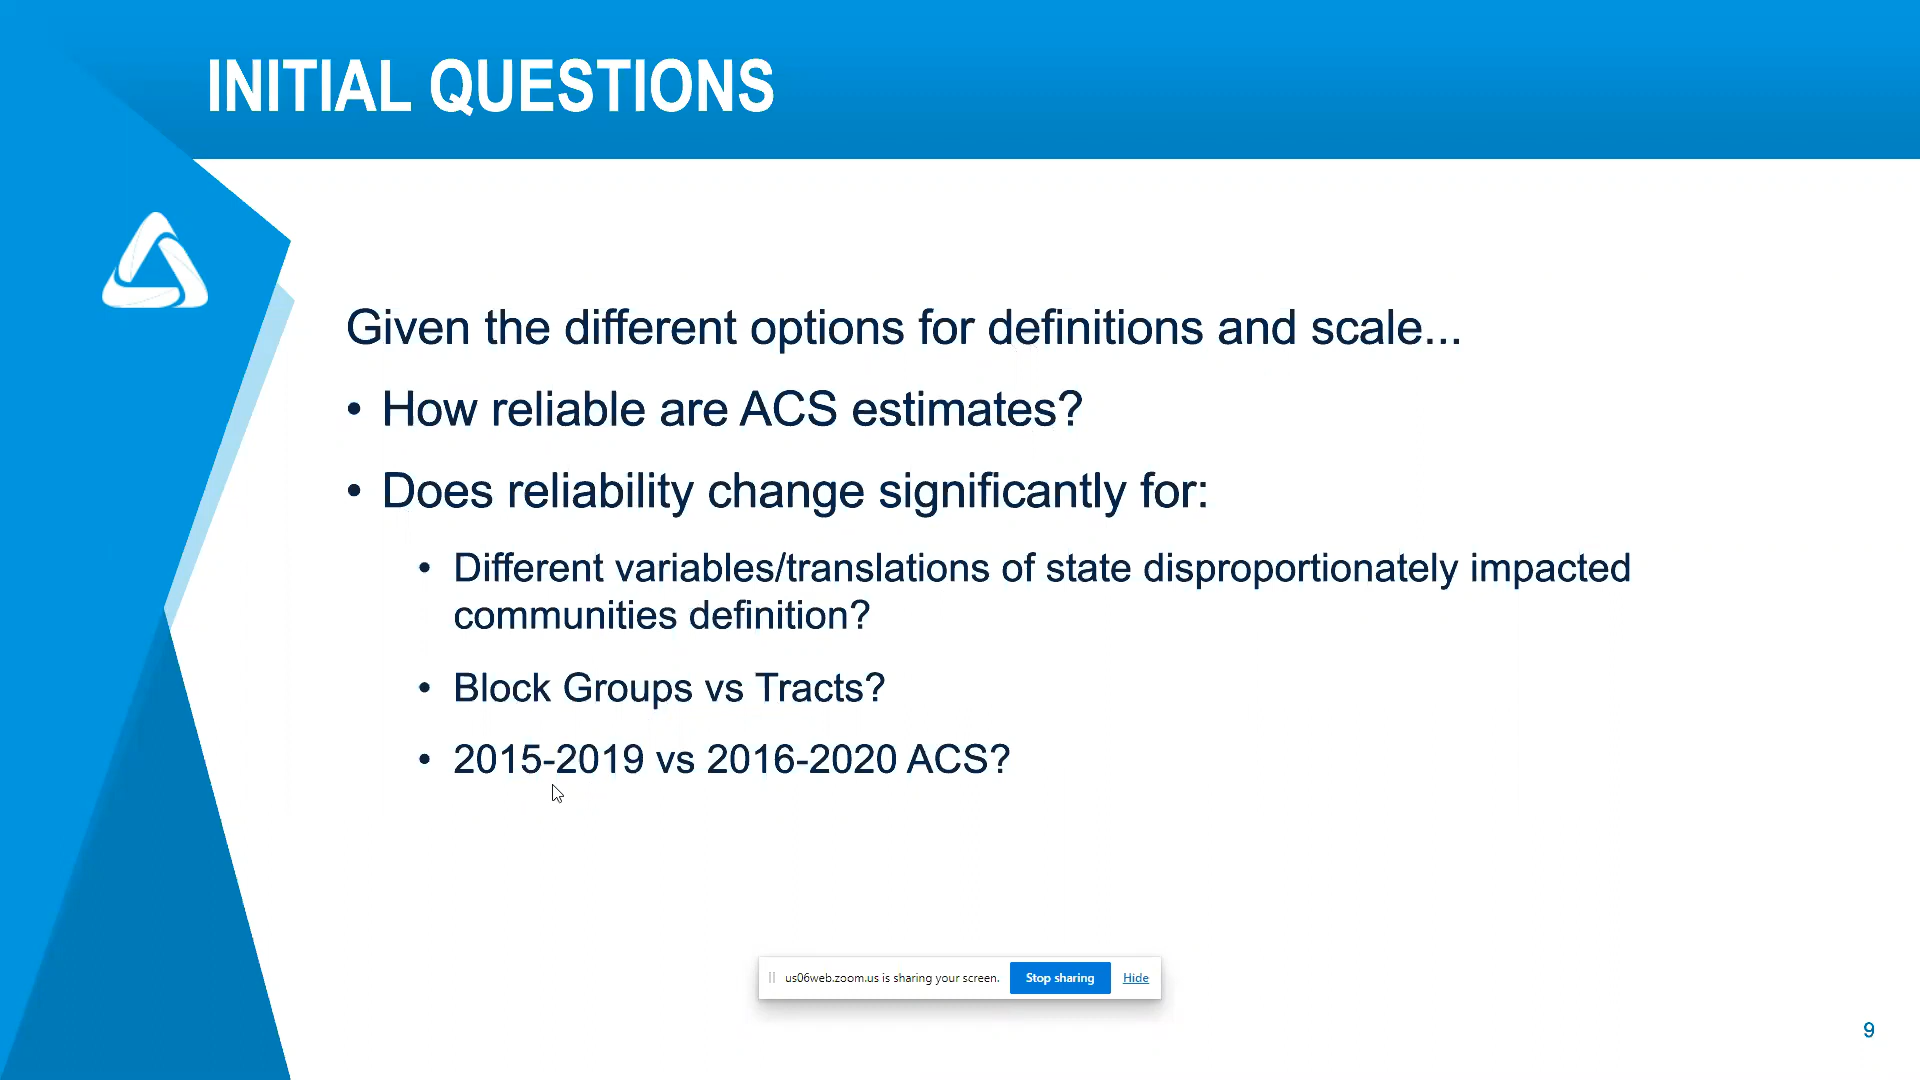 INITIAL QUESTIONS
Given the different options for definitions and scale...
• How reliable are ACS estimates?
• Does reliability change significantly for:
• Different variables/translations of state disproportionately impacted
communities definition?
• Block Groups vs Tracts?
• 2015-2019 vs 2016-2020 ACS?
us06web.zoom.us is sharing your screen. Stop sharing Hide
9